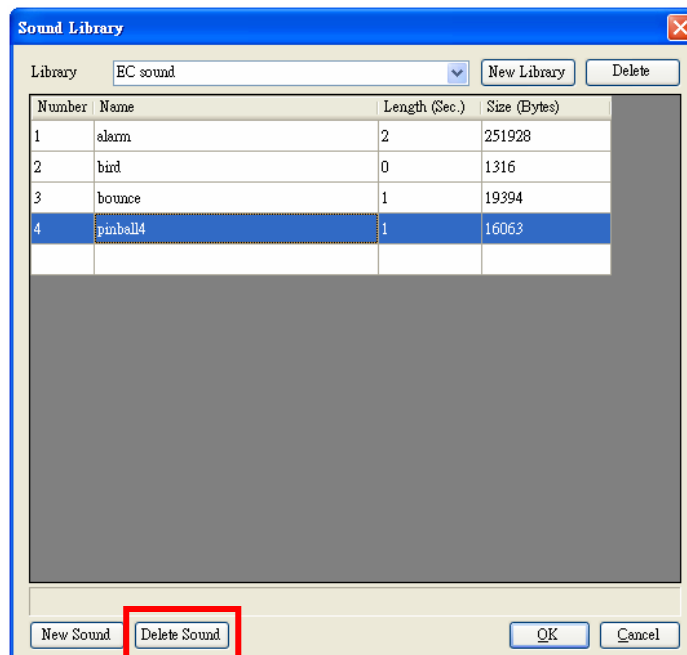 Sound Library
Library EC sound New Library Delete
Number Name Length (Sec.) Size (Bytes)
1 alarm 2 251928
2 bird 0 1316
3 bounce 1 19394
4 pinball4 1 16063
New Sound Delete Sound OK Cancel